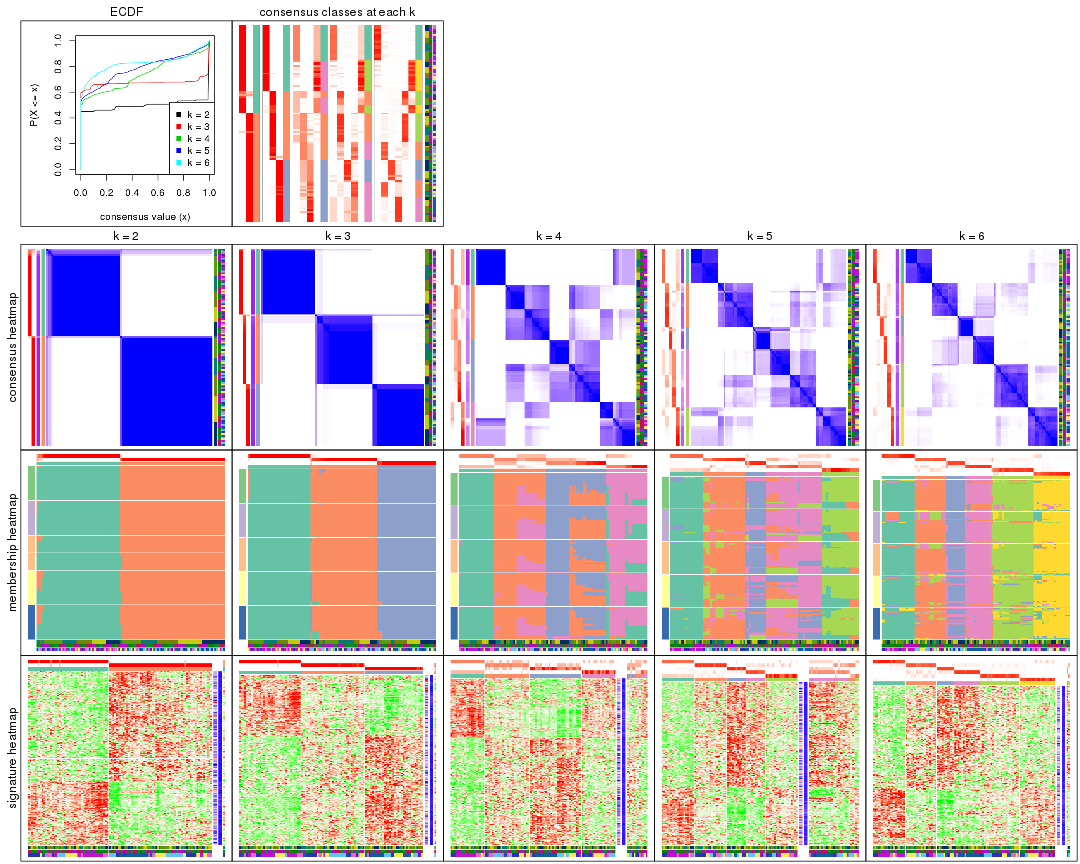 ECDF
consensus classes at each k
P(X <= x)
0.0 0.2 0.4 0.6 0.8 1.0
k = 2
k = 3
k = 4
k = 5
k = 6
0.0 0.2 0.4 0.6 0.8 1.0
consensus value (x)
k = 2 k = 3 k = 4 k = 5 k = 6
consensus heatmap
membership heatmap
signature heatmap